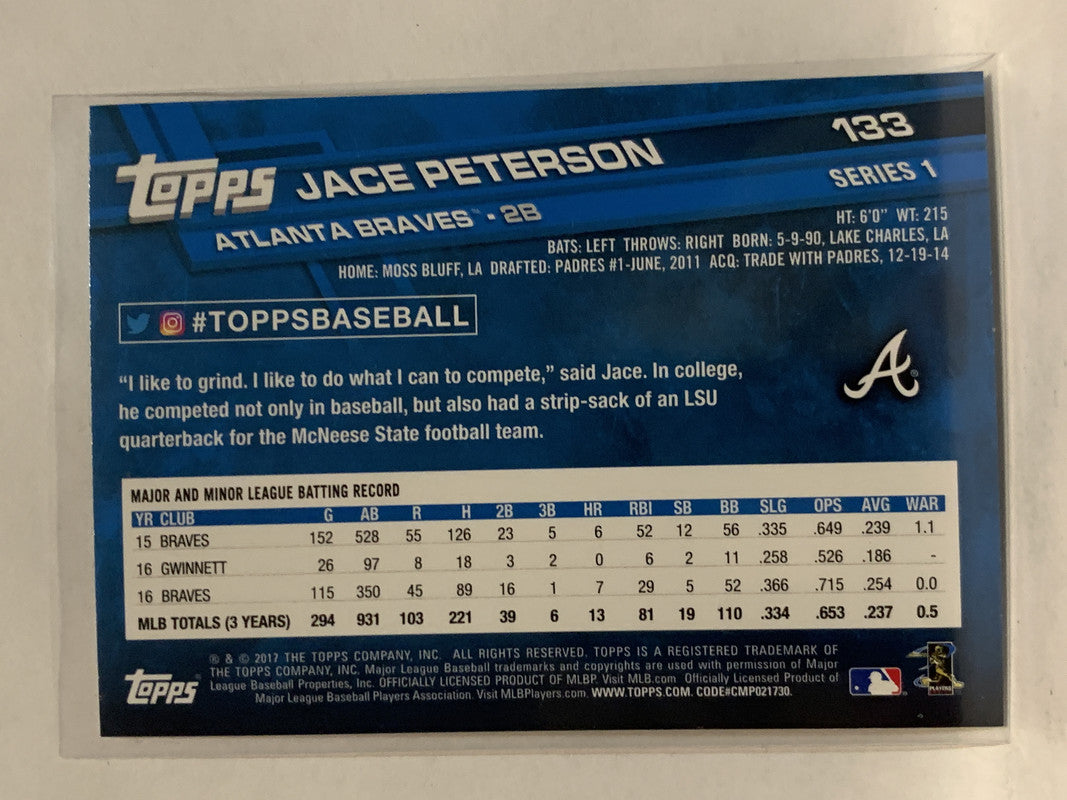 133
TOPPS JACE PETERSON
SERIES 1
ATLANTA BRAVES™ • 2B
HT: 6'0" WT: 215
BATS: LEFT THROWS: RIGHT BORN: 5-9-90, LAKE CHARLES, LA
HOME: MOSS BLUFF, LA DRAFTED: PADRES #1-JUNE, 2011 ACQ: TRADE WITH PADRES, 12-19-14
#TOPPSBASEBALL
A®
“I like to grind. I like to do what I can to compete,” said Jace. In college,
he competed not only in baseball, but also had a strip-sack of an LSU
quarterback for the McNeese State football team.
MAJOR AND MINOR LEAGUE BATTING RECORD
YR CLUB G AB R H 2B 3B HR RBI SB BB SLG OPS AVG WAR
15 BRAVES 152 528 55 126 23 5 6 52 12 56 .335 .649 .239 1.1
16 GWINNETT 26 97 8 18 3 2 0 6 2 11 .258 .526 .186 -
16 BRAVES 115 350 45 89 16 1 7 29 5 52 .366 .715 .254 0.0
MLB TOTALS (3 YEARS) 294 931 103 221 39 6 13 81 19 110 .334 .653 .237 0.5
® & © 2017 THE TOPPS COMPANY, INC. ALL RIGHTS RESERVED. TOPPS IS A REGISTERED TRADEMARK OF
THE TOPPS COMPANY, INC. Major League Baseball trademarks and copyrights are used with permission of Major
League Baseball Properties, Inc. OFFICIALLY LICENSED PRODUCT OF MLBP. Visit MLB.com Officially Licensed Product of
Major League Baseball Players Association. Visit MLBPlayers.com. WWW.TOPPS.COM. CODE#CMP021730.
TOPPS
PLAYERS